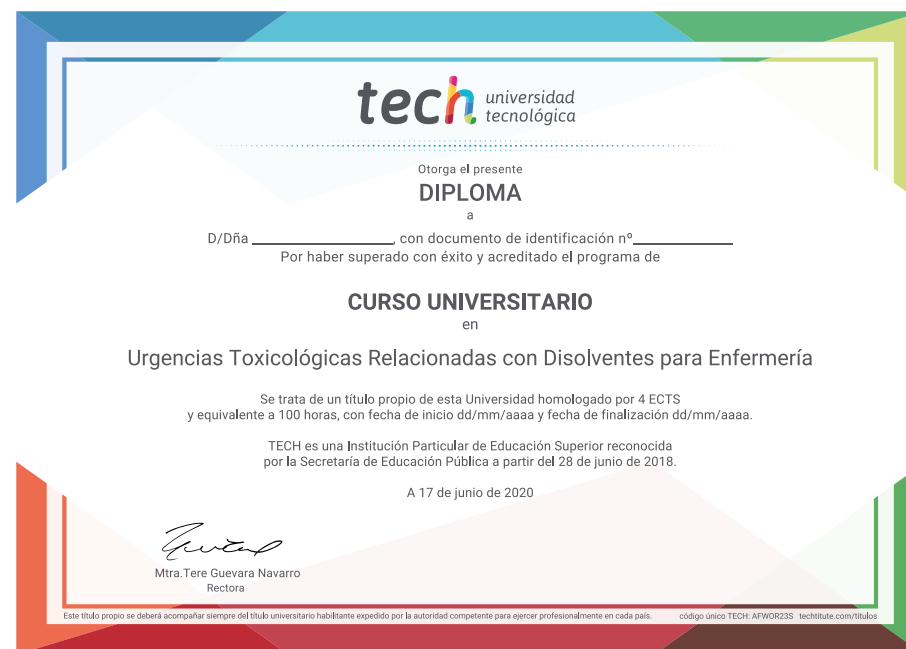 tech universidad
tecnológica
Otorga el presente
DIPLOMA
a
D/Dña ____________________, con documento de identificación nº______________
Por haber superado con éxito y acreditado el programa de
CURSO UNIVERSITARIO
en
Urgencias Toxicológicas Relacionadas con Disolventes para Enfermería
Se trata de un título propio de esta Universidad homologado por 4 ECTS
y equivalente a 100 horas, con fecha de inicio dd/mm/aaaa y fecha de finalización dd/mm/aaaa.
TECH es una Institución Particular de Educación Superior reconocida
por la Secretaría de Educación Pública a partir del 28 de junio de 2018.
A 17 de junio de 2020
Mtra.Tere Guevara Navarro
Rectora
Este título propio se deberá acompañar siempre del título universitario habilitante expedido por la autoridad competente para ejercer profesionalmente en cada país. código único TECH: AFWOR23S techtitute.com/titulos